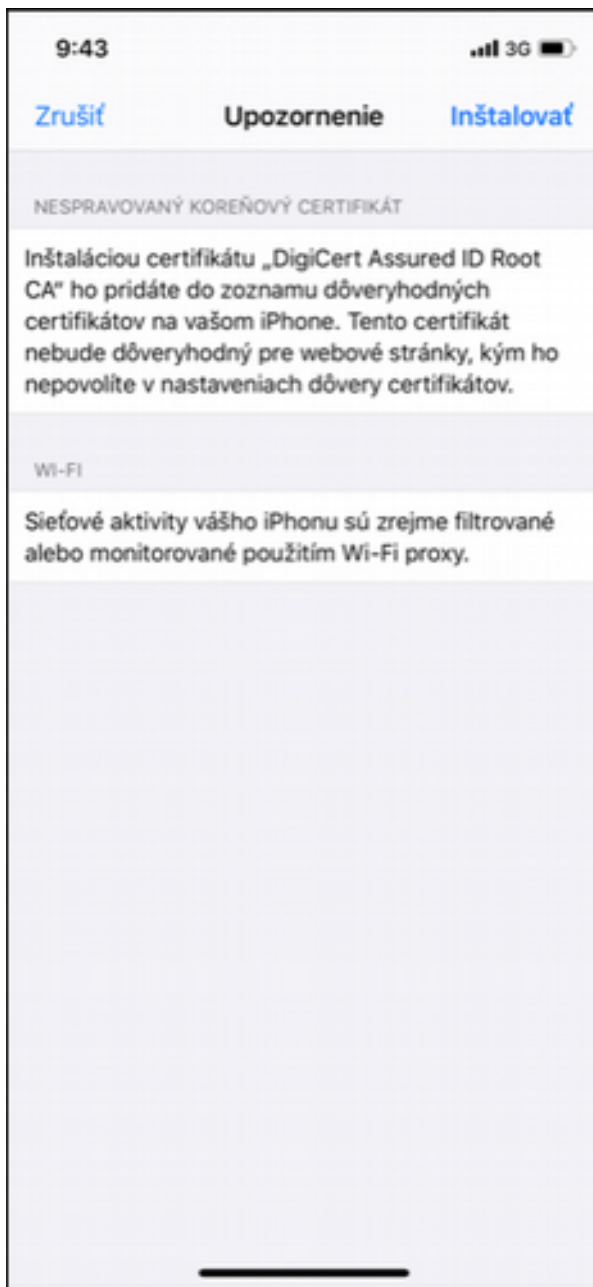 9:43 3G
Zrušiť Upozornenie Inštalovať
NESPRAVOVANÝ KOREŇOVÝ CERTIFIKÁT
Inštaláciou certifikátu „DigiCert Assured ID Root
CA“ ho pridáte do zoznamu dôveryhodných
certifikátov na vašom iPhone. Tento certifikát
nebude dôveryhodný pre webové stránky, kým ho
nepovolíte v nastaveniach dôvery certifikátov.
WI-FI
Sieťové aktivity vášho iPhonu sú zrejme filtrované
alebo monitorované použitím Wi-Fi proxy.